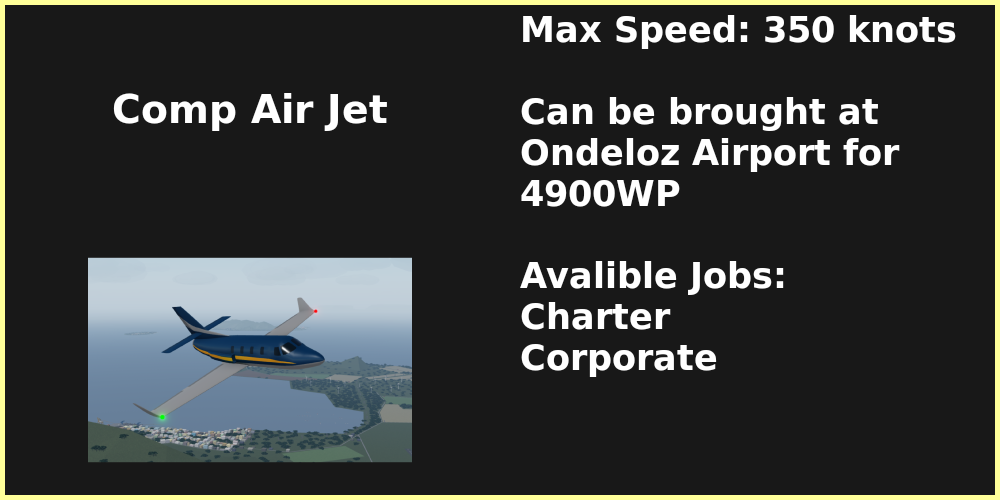 Comp Air Jet
Max Speed: 350 knots
Can be brought at
Ondeloz Airport for
4900WP
Avalible Jobs:
Charter
Corporate